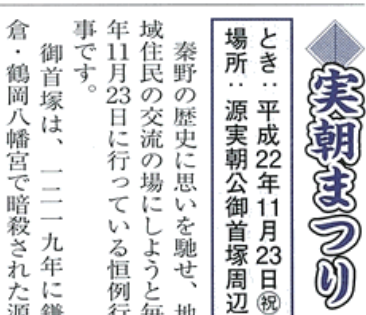 実朝まつり
とき：平成22年11月23日㊗
場所：源実朝公御首塚周辺
秦野の歴史に思いを馳せ、地
域住民の交流の場にしようと毎
年11月23日に行っている恒例行
事です。
御首塚は、一二一九年に鎌
倉・鶴岡八幡宮で暗殺された源